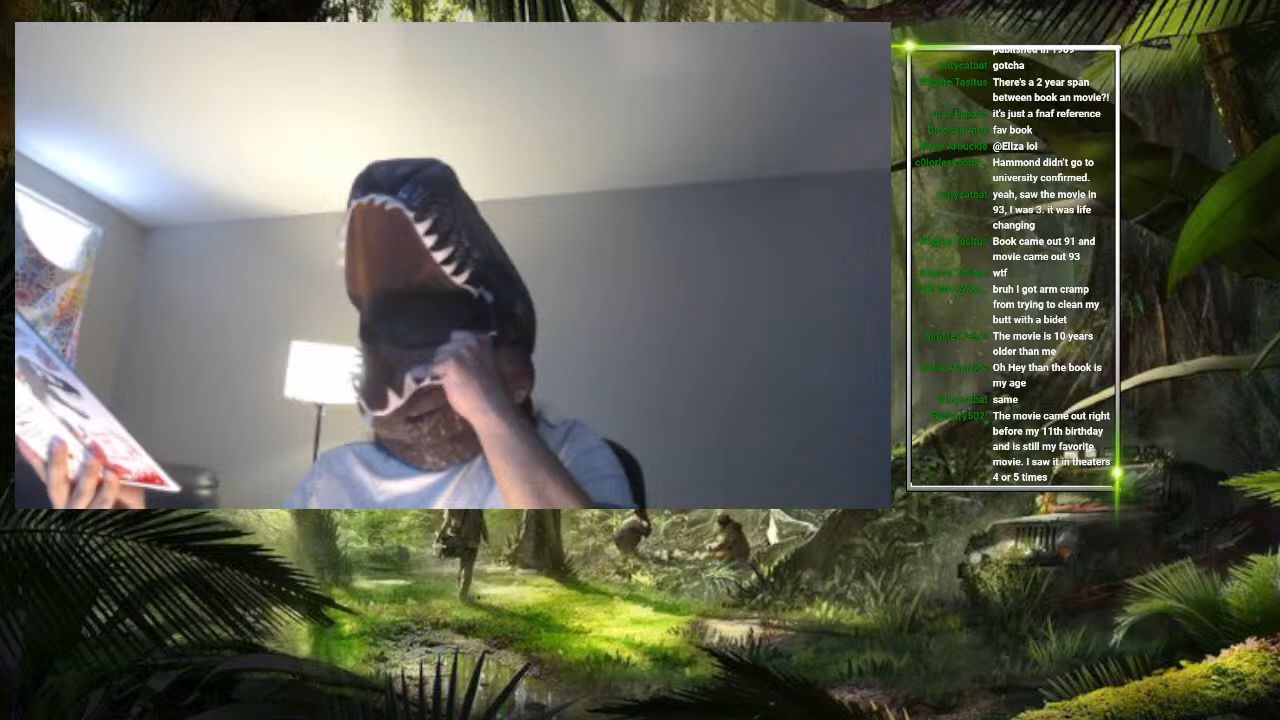 published in 1989
gotcha
There's a 2 year span
between book an movie?!
it's just a fnaf reference
fav book
@Eliza lol
Hammond didn't go to
university confirmed.
yeah, saw the movie in
93, I was 3. it was life
changing
Book came out 91 and
movie came out 93
wtf
bruh I got arm cramp
from trying to clean my
butt with a bidet
The movie is 10 years
older than me
Oh Hey than the book is
my age
same
The movie came out right
before my 11th birthday
and is still my favorite
movie. I saw it in theaters
4 or 5 times